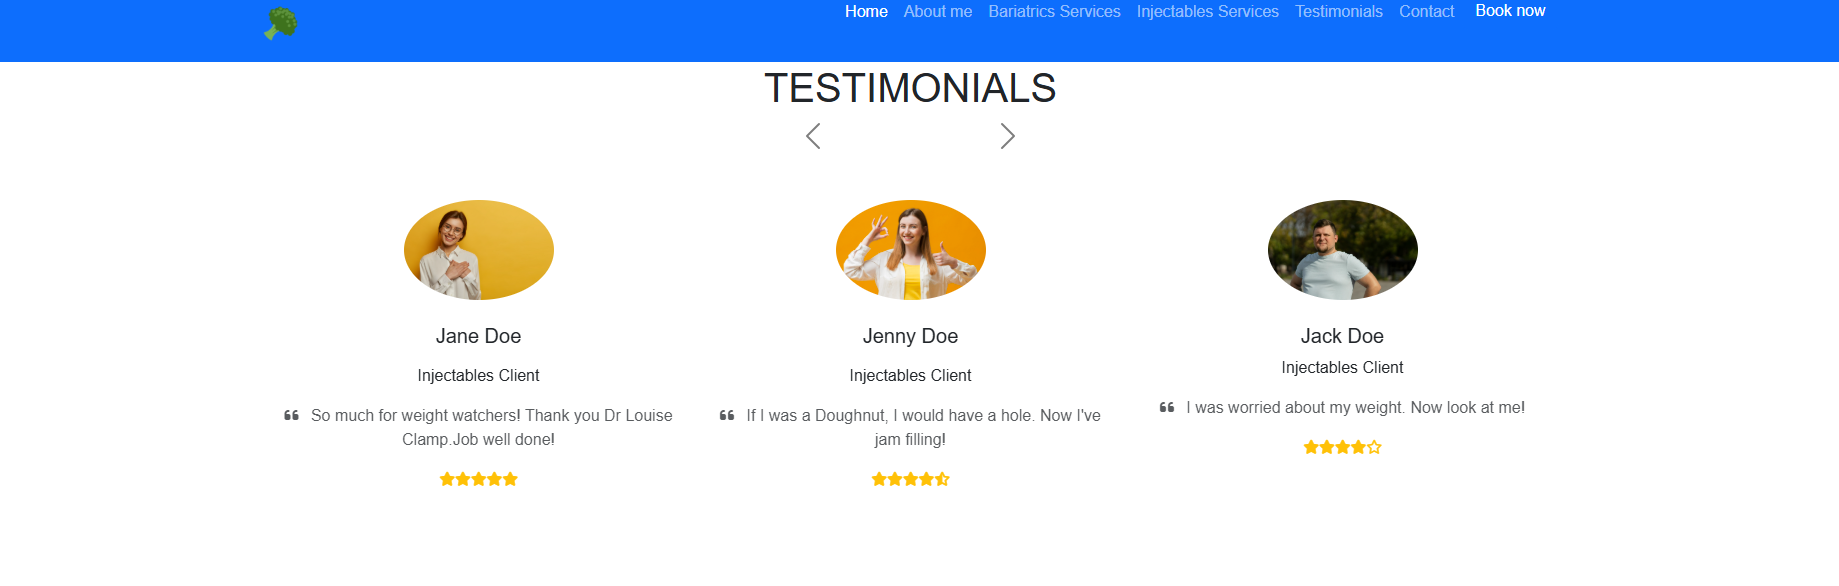 Home About me Bariatrics Services Injectables Services Testimonials Contact Book now
TESTIMONIALS
Jane Doe
Injectables Client
So much for weight watchers! Thank you Dr Louise
Clamp.Job well done!
Jenny Doe
Injectables Client
If I was a Doughnut, I would have a hole. Now I've
jam filling!
Jack Doe
Injectables Client
I was worried about my weight. Now look at me!